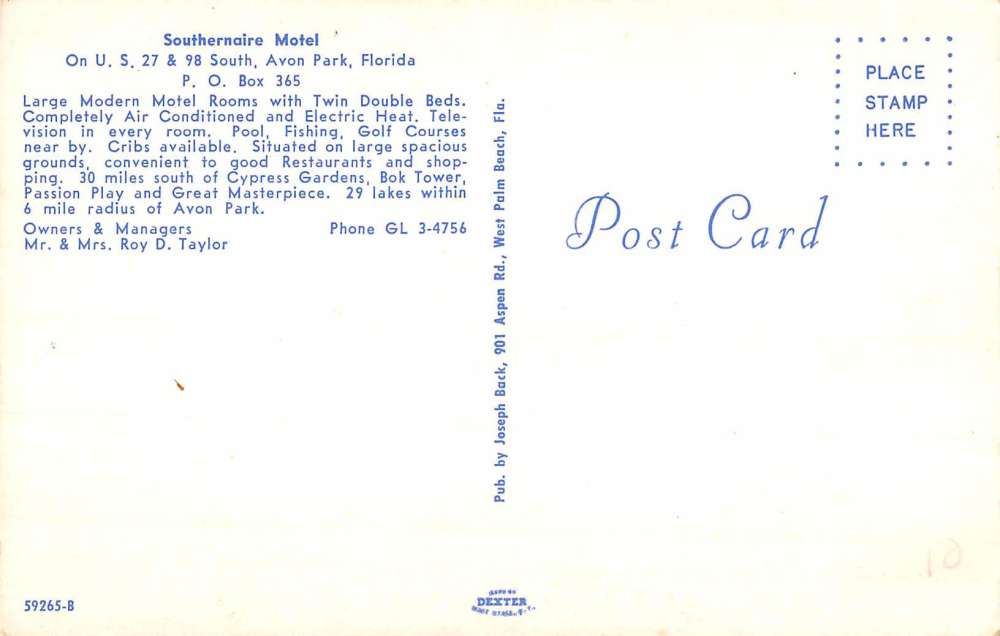 Southernaire Motel
On U. S. 27 & 98 South, Avon Park, Florida
P. O. Box 365
Large Modern Motel Rooms with Twin Double Beds.
Completely Air Conditioned and Electric Heat. Tele-
vision in every room. Pool, Fishing, Golf Courses
near by. Cribs available. Situated on large spacious
grounds, convenient to good Restaurants and shop-
ping. 30 miles south of Cypress Gardens, Bok Tower,
Passion Play and Great Masterpiece. 29 lakes within
6 mile radius of Avon Park.
Owners & Managers Phone GL 3-4756
Mr. & Mrs. Roy D. Taylor
59265-B
Pub. by Joseph Back, 901 Aspen Rd., West Palm Beach, Fla.
DEXTER
PLACE
STAMP
HERE
Post Card
10